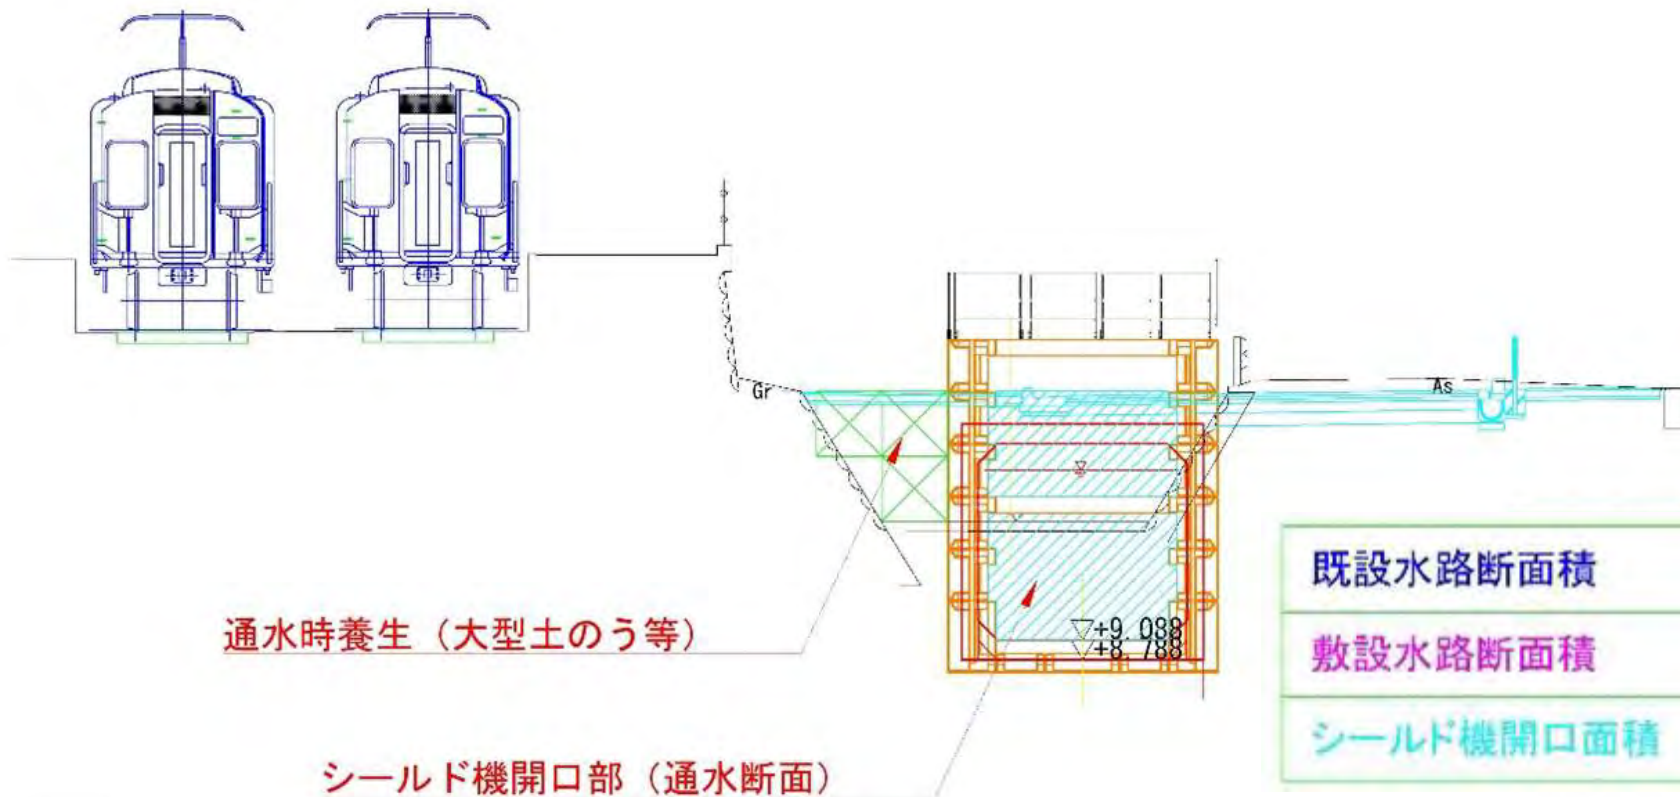 Gr
As
既設水路断面積
通水時養生（大型土のう等）
+9.088
+8.788
敷設水路断面積
シールド機開口面積
シールド機開口部（通水断面）